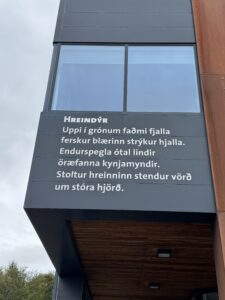 HREINDÝR
Uppi í grónum faðmi fjalla
ferskur blærinn strýkur hjalla.
Endurspegla ótal lindir
öræfanna kynjamyndir.
Stoltur hreinninn stendur vörð
um stóra hjörð.